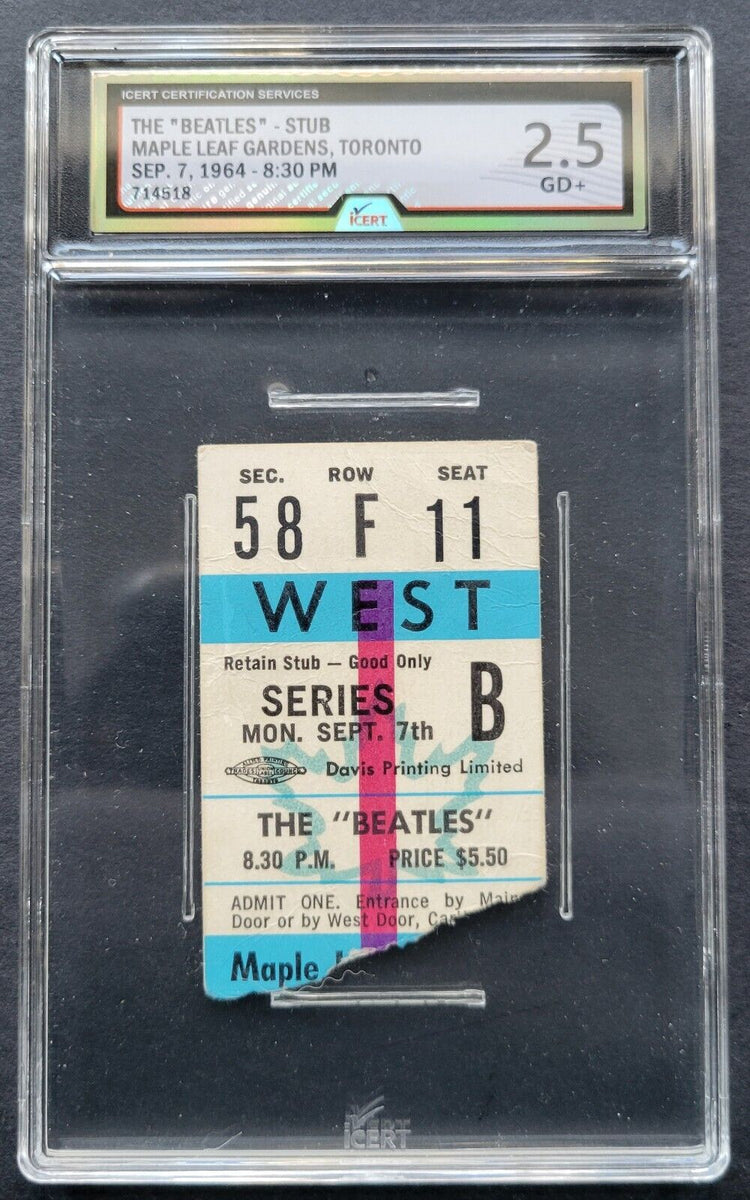 ICERT CERTIFICATION SERVICES
THE "BEATLES" - STUB
MAPLE LEAF GARDENS, TORONTO
SEP. 7, 1964 - 8:30 PM
714518
2.5
GD+
iCERT
SEC. ROW SEAT
58 F 11
WEST
Retain Stub — Good Only
SERIES B
MON. SEPT. 7th
Davis Printing Limited
THE "BEATLES"
8.30 P.M. PRICE $5.50
ADMIT ONE. Entrance by Main
Door or by West Door,
Maple
iCERT